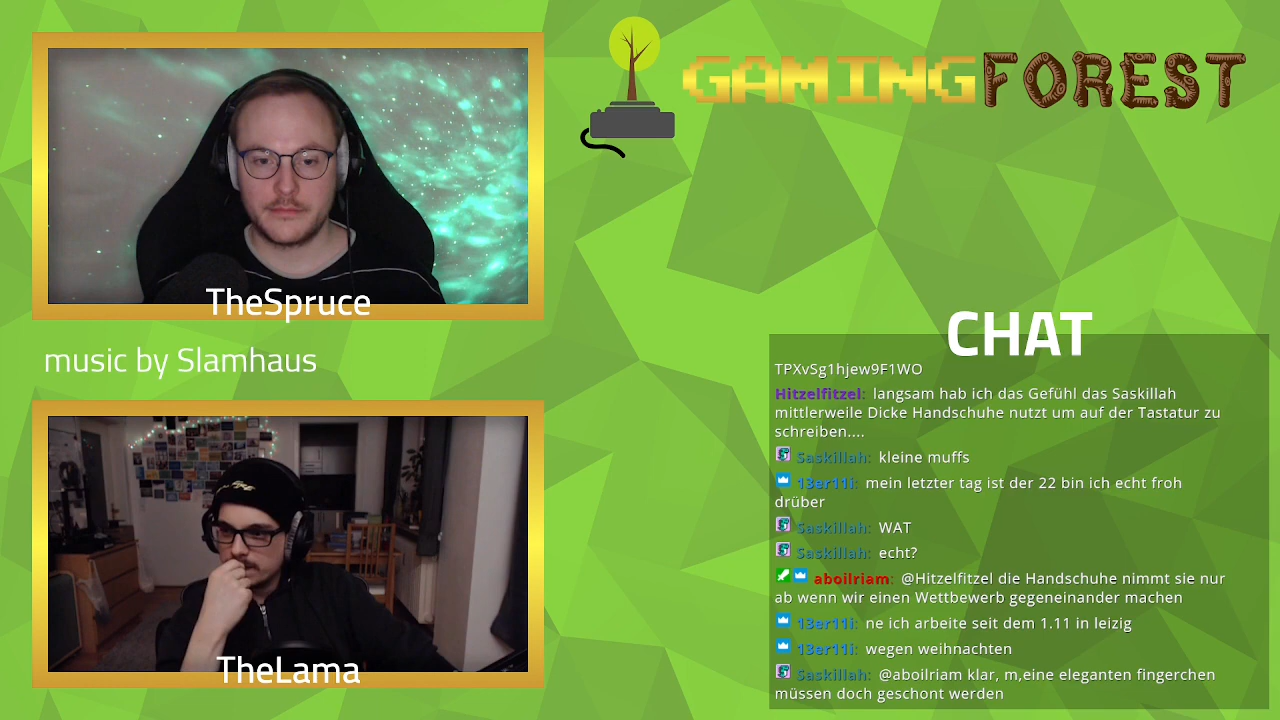 GAMINGFOREST
TheSpruce
music by Slamhaus
TheLama
CHAT
TPXvSg1hjew9F1WO
Hitzelfitzel: langsam hab ich das Gefühl das Saskillah
mittlerweile Dicke Handschuhe nutzt um auf der Tastatur zu
schreiben....
Saskillah: kleine muffs
13er11i: mein letzter tag ist der 22 bin ich echt froh
drüber
Saskillah: WAT
Saskillah: echt?
aboilriam: @Hitzelfitzel die Handschuhe nimmt sie nur
ab wenn wir einen Wettbewerb gegeneinander machen
13er11i: ne ich arbeite seit dem 1.11 in leizig
13er11i: wegen weihnachten
Saskillah: @aboilriam klar, m,eine eleganten fingerchen
müssen doch geschont werden